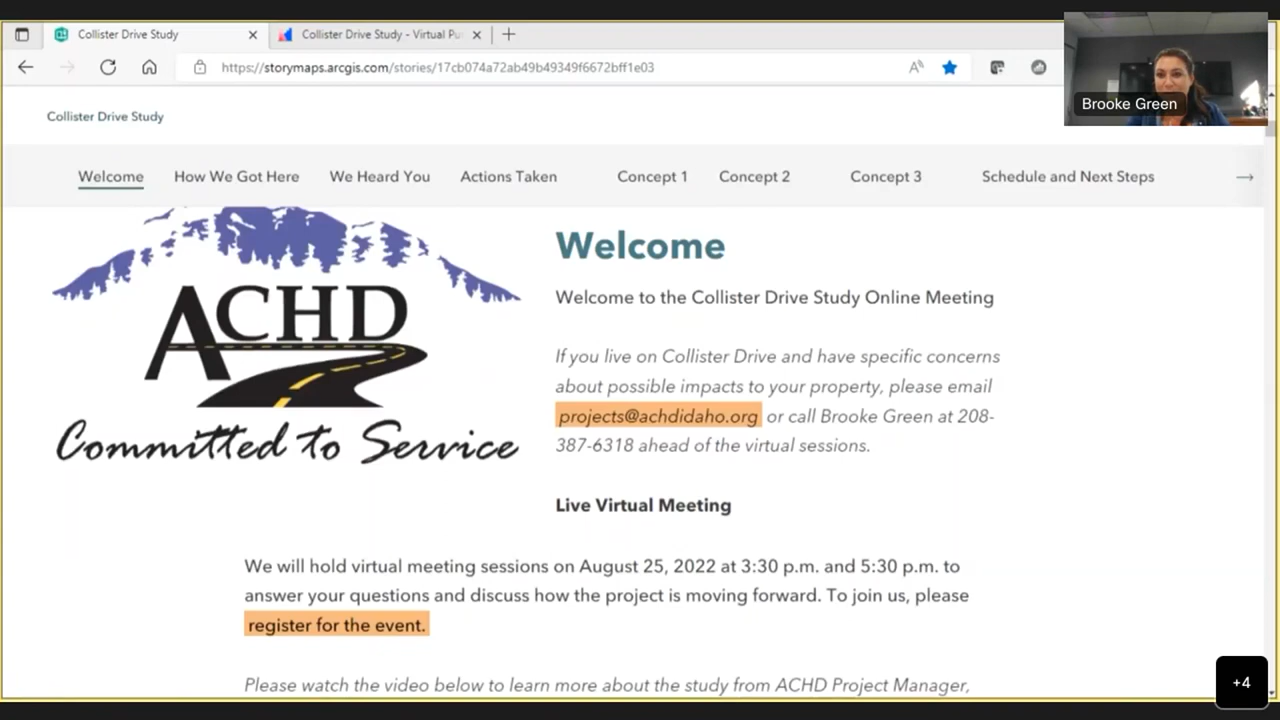 Collister Drive Study
Collister Drive Study - Virtual Pu
https://storymaps.arcgis.com/stories/17cb074a72ab49b49349f6672bff1e03
Brooke Green
Collister Drive Study
Welcome How We Got Here We Heard You Actions Taken Concept 1 Concept 2 Concept 3 Schedule and Next Steps
ACHD
Committed to Service
Welcome
Welcome to the Collister Drive Study Online Meeting
If you live on Collister Drive and have specific concerns
about possible impacts to your property, please email
projects@achdidaho.org or call Brooke Green at 208-
387-6318 ahead of the virtual sessions.
Live Virtual Meeting
We will hold virtual meeting sessions on August 25, 2022 at 3:30 p.m. and 5:30 p.m. to
answer your questions and discuss how the project is moving forward. To join us, please
register for the event.
Please watch the video below to learn more about the study from ACHD Project Manager,
+4